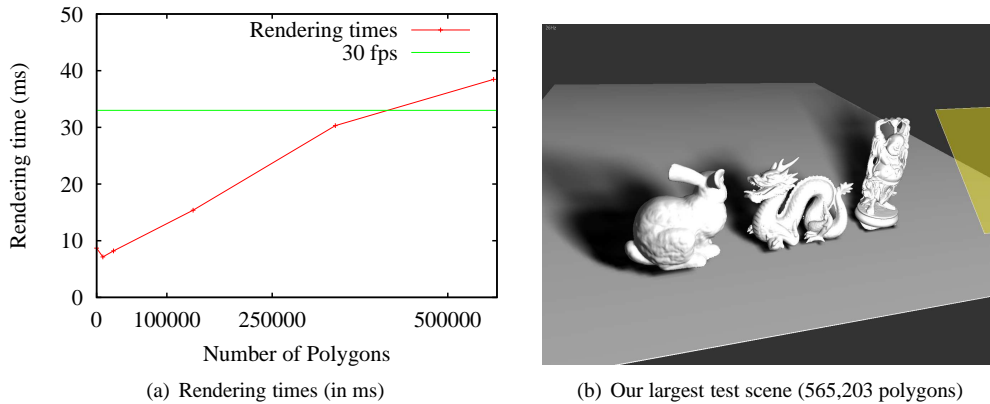 50
40
30
20
10
0
Rendering time (ms)
Rendering times
30 fps
0 100000 250000 500000
Number of Polygons
(a) Rendering times (in ms)
(b) Our largest test scene (565,203 polygons)